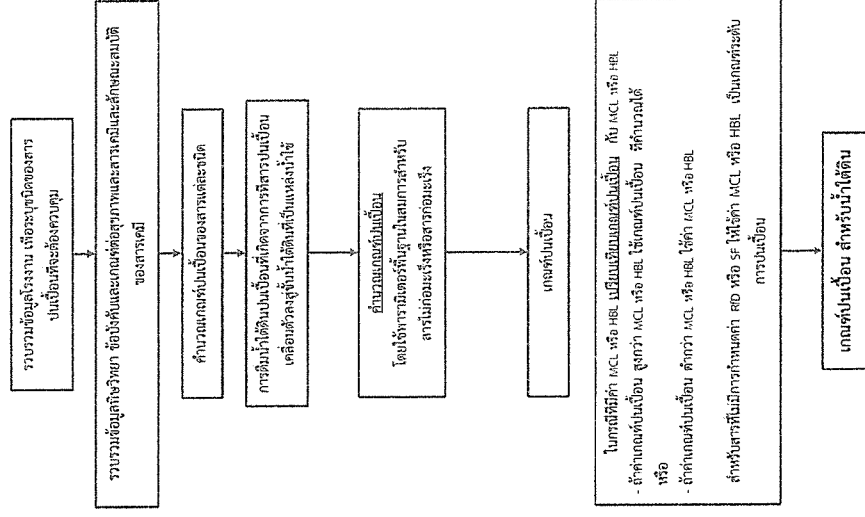 รวบรวมข้อมูลโรงงาน เพื่อระบุชนิดของสาร
ปนเปื้อนที่จะต้องควบคุม
รวบรวมข้อมูลพิษวิทยา ข้อบังคับและเกณฑ์ต่อสุขภาพและสารเคมีและลักษณะสมบัติ
ของสารเคมี
คำนวณเกณฑ์ปนเปื้อนของสารแต่ละชนิด
การดื่มน้ำใต้ดินปนเปื้อนที่เกิดจากการที่สารปนเปื้อน
เคลื่อนตัวลงสู่ชั้นน้ำใต้ดินที่เป็นแหล่งน้ำใช้
คำนวณเกณฑ์ปนเปื้อน
โดยใช้พารามิเตอร์พื้นฐานในสมการสำหรับ
สารไม่ก่อมะเร็งหรือสารก่อมะเร็ง
เกณฑ์ปนเปื้อน
ในกรณีที่มีค่า MCL หรือ HBL เปรียบเทียบเกณฑ์ปนเปื้อน กับ MCL หรือ HBL
- ถ้าค่าเกณฑ์ปนเปื้อน สูงกว่า MCL หรือ HBL ใช้เกณฑ์ปนเปื้อน ที่คำนวณได้
หรือ
- ถ้าค่าเกณฑ์ปนเปื้อน ต่ำกว่า MCL หรือ HBL ใช้ค่า MCL หรือ HBL
สำหรับสารที่ไม่มีการกำหนดค่า RfD หรือ SF ให้ใช้ค่า MCL หรือ HBL เป็นเกณฑ์ระดับ
การปนเปื้อน
เกณฑ์ปนเปื้อน สำหรับน้ำใต้ดิน